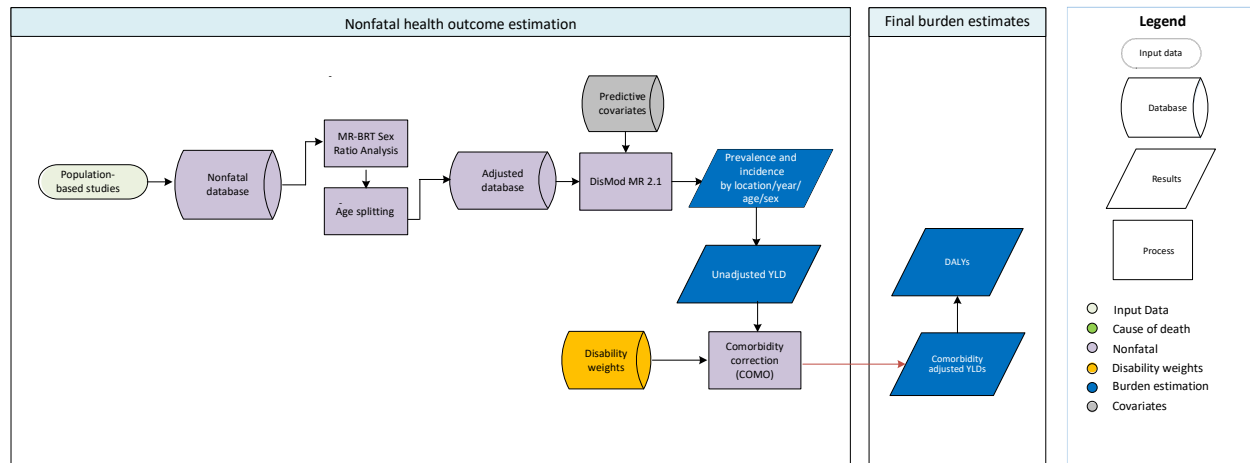 Nonfatal health outcome estimation
Final burden estimates
Population-
based studies
Nonfatal
database
MR-BRT Sex
Ratio Analysis
Age splitting
Adjusted
database
Predictive
covariates
DisMod MR 2.1
Prevalence and
incidence
by location/year/
age/sex
Unadjusted YLD
Disability
weights
Comorbidity
correction
(COMO)
DALYs
Comorbidity
adjusted YLDs
Legend
Input data
Database
Results
Process
Input Data
Cause of death
Nonfatal
Disability weights
Burden estimation
Covariates